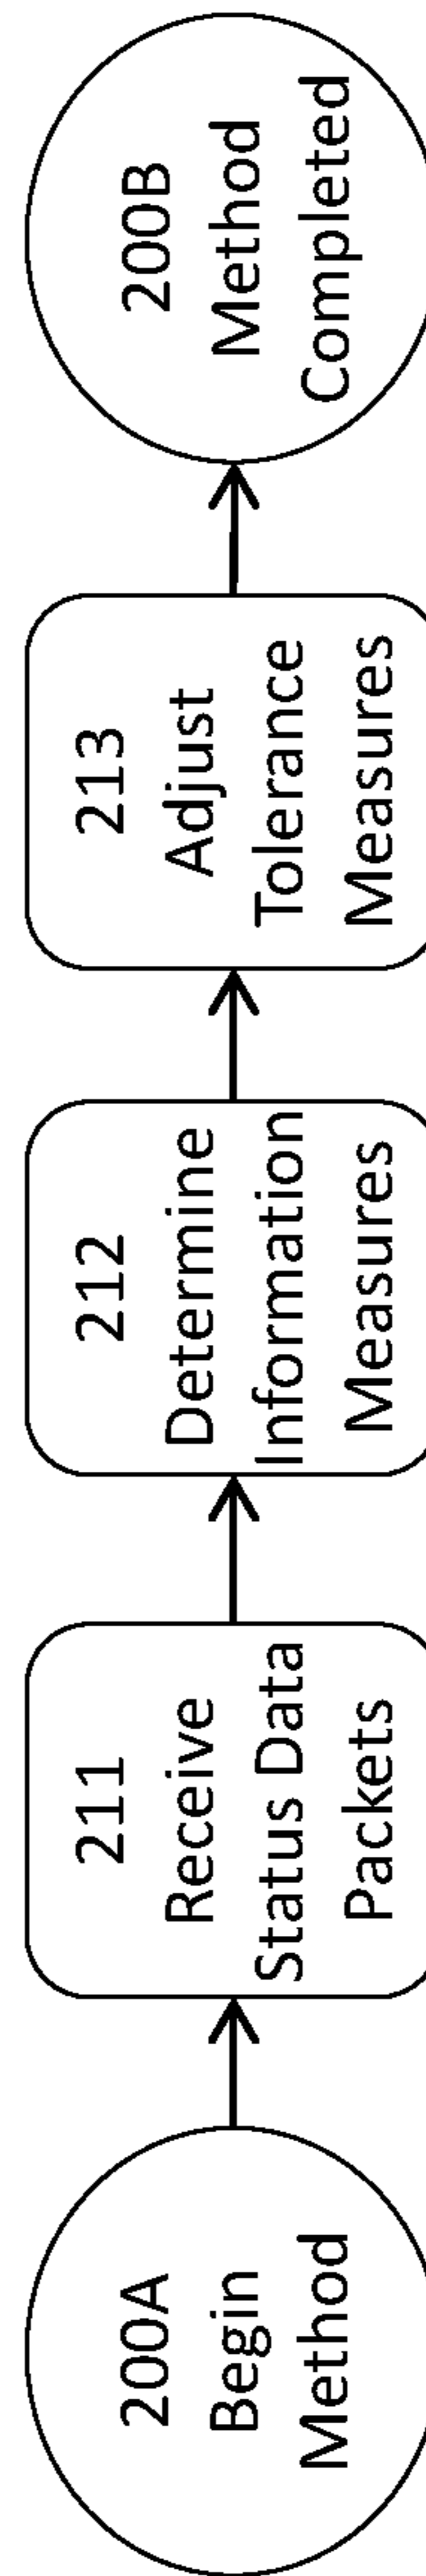 200A
Begin
Method
211
Receive
Status Data
Packets
212
Determine
Information
Measures
213
Adjust
Tolerance
Measures
200B
Method
Completed